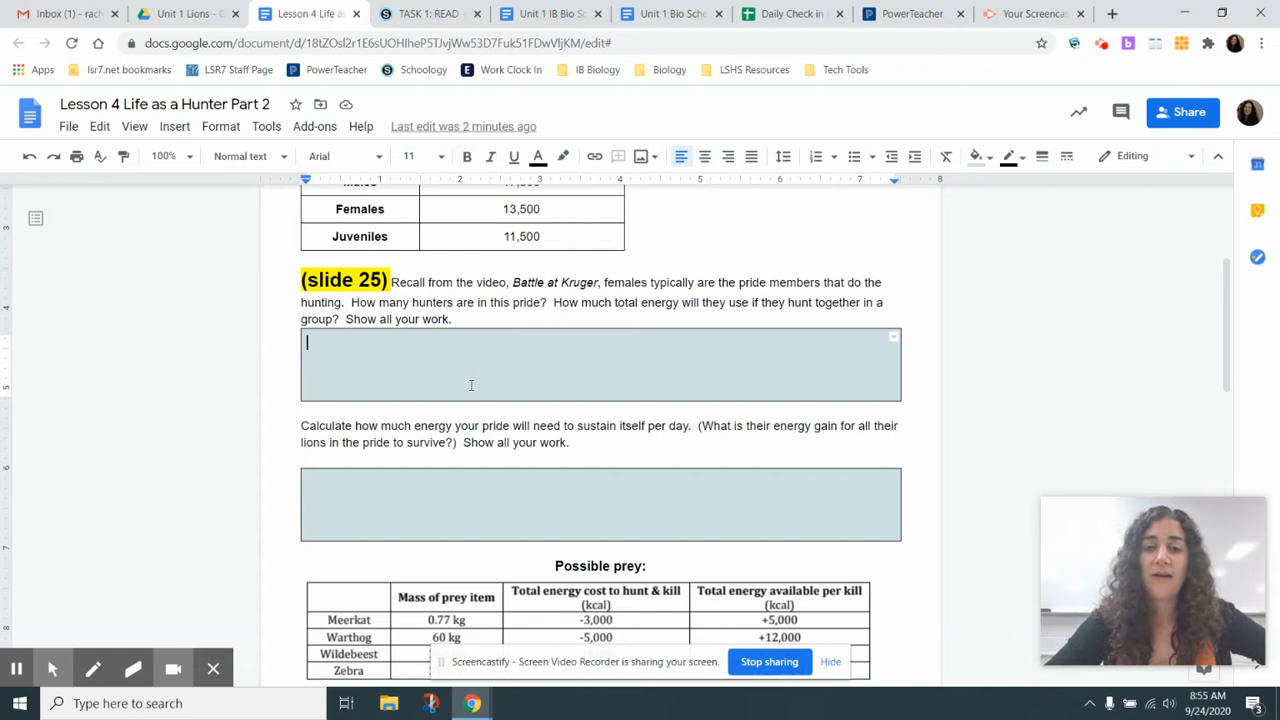 Inbox (1) - rach
Unit 1 Lions - G
Lesson 4 Life as
TASK 1: READ
Unit 1 IB Bio Sc
Unit 1 Bio Sche
Daily Check in
PowerTeacher
Your Screencas
docs.google.com/document/d/18tZOsl2r1E6sUOHIheP5TJvjWw53D7Fuk51FDwVljKM/edit#
Apps
lsr7.net bookmarks
LSR7 Staff Page
PowerTeacher
Schoology
Work Clock In
IB Biology
Biology
LSHS Resources
Tech Tools
Lesson 4 Life as a Hunter Part 2
File Edit View Insert Format Tools Add-ons Help Last edit was 2 minutes ago
Share
100% Normal text Arial 11 B I U A Editing
1 2 3 4 5 6 7 8
Males
Females 13,500
Juveniles 11,500
(slide 25) Recall from the video, Battle at Kruger, females typically are the pride members that do the
hunting. How many hunters are in this pride? How much total energy will they use if they hunt together in a
group? Show all your work.
Calculate how much energy your pride will need to sustain itself per day. (What is their energy gain for all their
lions in the pride to survive?) Show all your work.
Possible prey:
Mass of prey item
Total energy cost to hunt & kill
(kcal)
Total energy available per kill
(kcal)
Meerkat 0.77 kg -3,000 +5,000
Warthog 60 kg -5,000 +12,000
Wildebeest
Zebra
Screencastify - Screen Video Recorder is sharing your screen. Stop sharing Hide
Type here to search
8:55 AM
9/24/2020
3